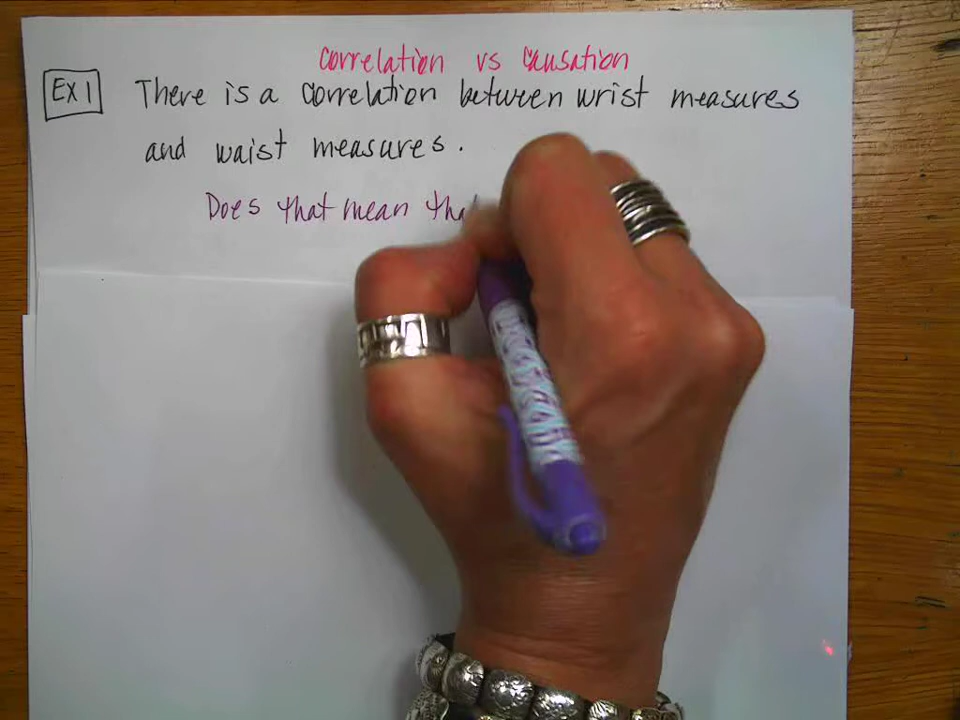 Correlation vs Causation
EX 1 There is a correlation between wrist measures
and waist measures.
Does that mean